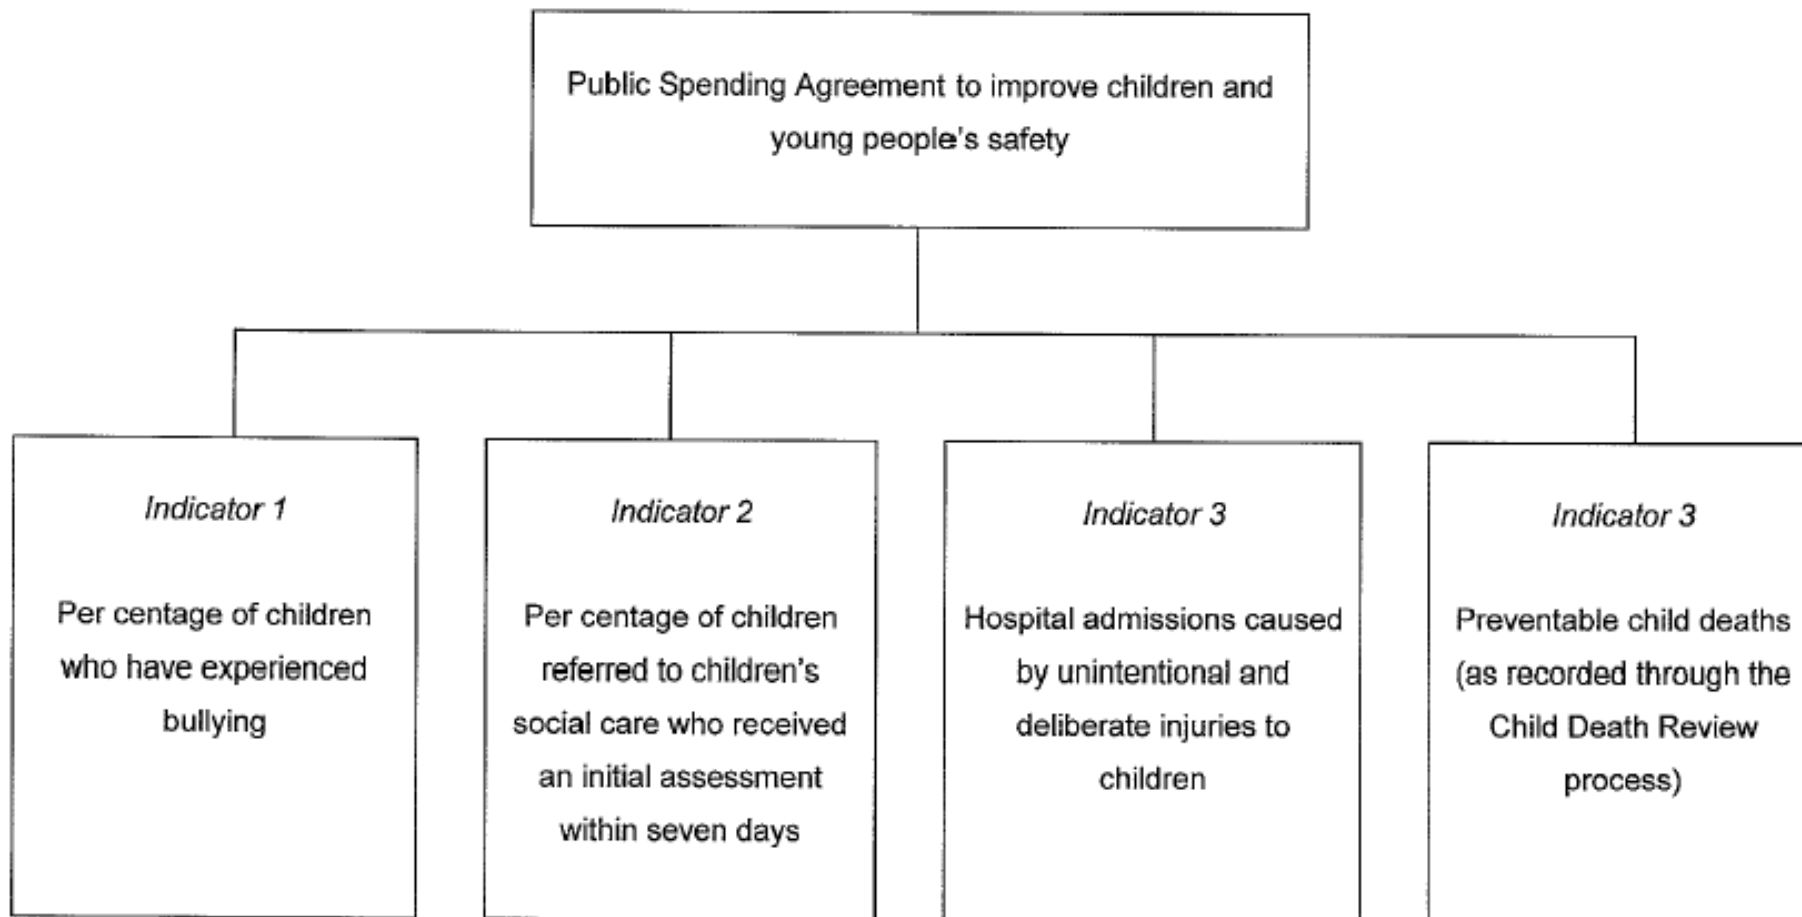 Public Spending Agreement to improve children and
young people's safety
Indicator 1
Per centage of children
who have experienced
bullying
Indicator 2
Per centage of children
referred to children's
social care who received
an initial assessment
within seven days
Indicator 3
Hospital admissions caused
by unintentional and
deliberate injuries to
children
Indicator 3
Preventable child deaths
(as recorded through the
Child Death Review
process)